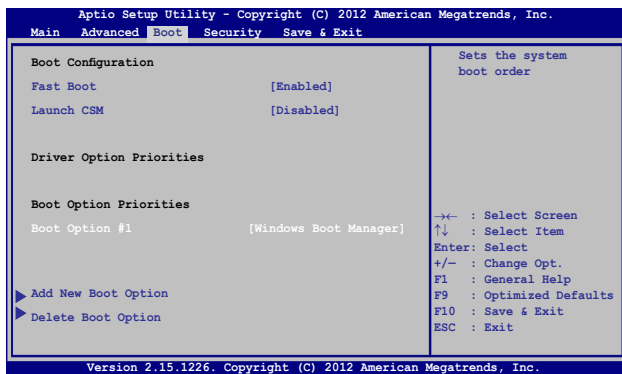 Aptio Setup Utility - Copyright (C) 2012 American Megatrends, Inc.
Main Advanced Boot Security Save & Exit
Boot Configuration
Fast Boot [Enabled]
Launch CSM [Disabled]
Driver Option Priorities
Boot Option Priorities
Boot Option #1 [Windows Boot Manager]
Add New Boot Option
Delete Boot Option
Sets the system
boot order
→← : Select Screen
↑↓ : Select Item
Enter: Select
+/— : Change Opt.
F1 : General Help
F9 : Optimized Defaults
F10 : Save & Exit
ESC : Exit
Version 2.15.1226. Copyright (C) 2012 American Megatrends, Inc.